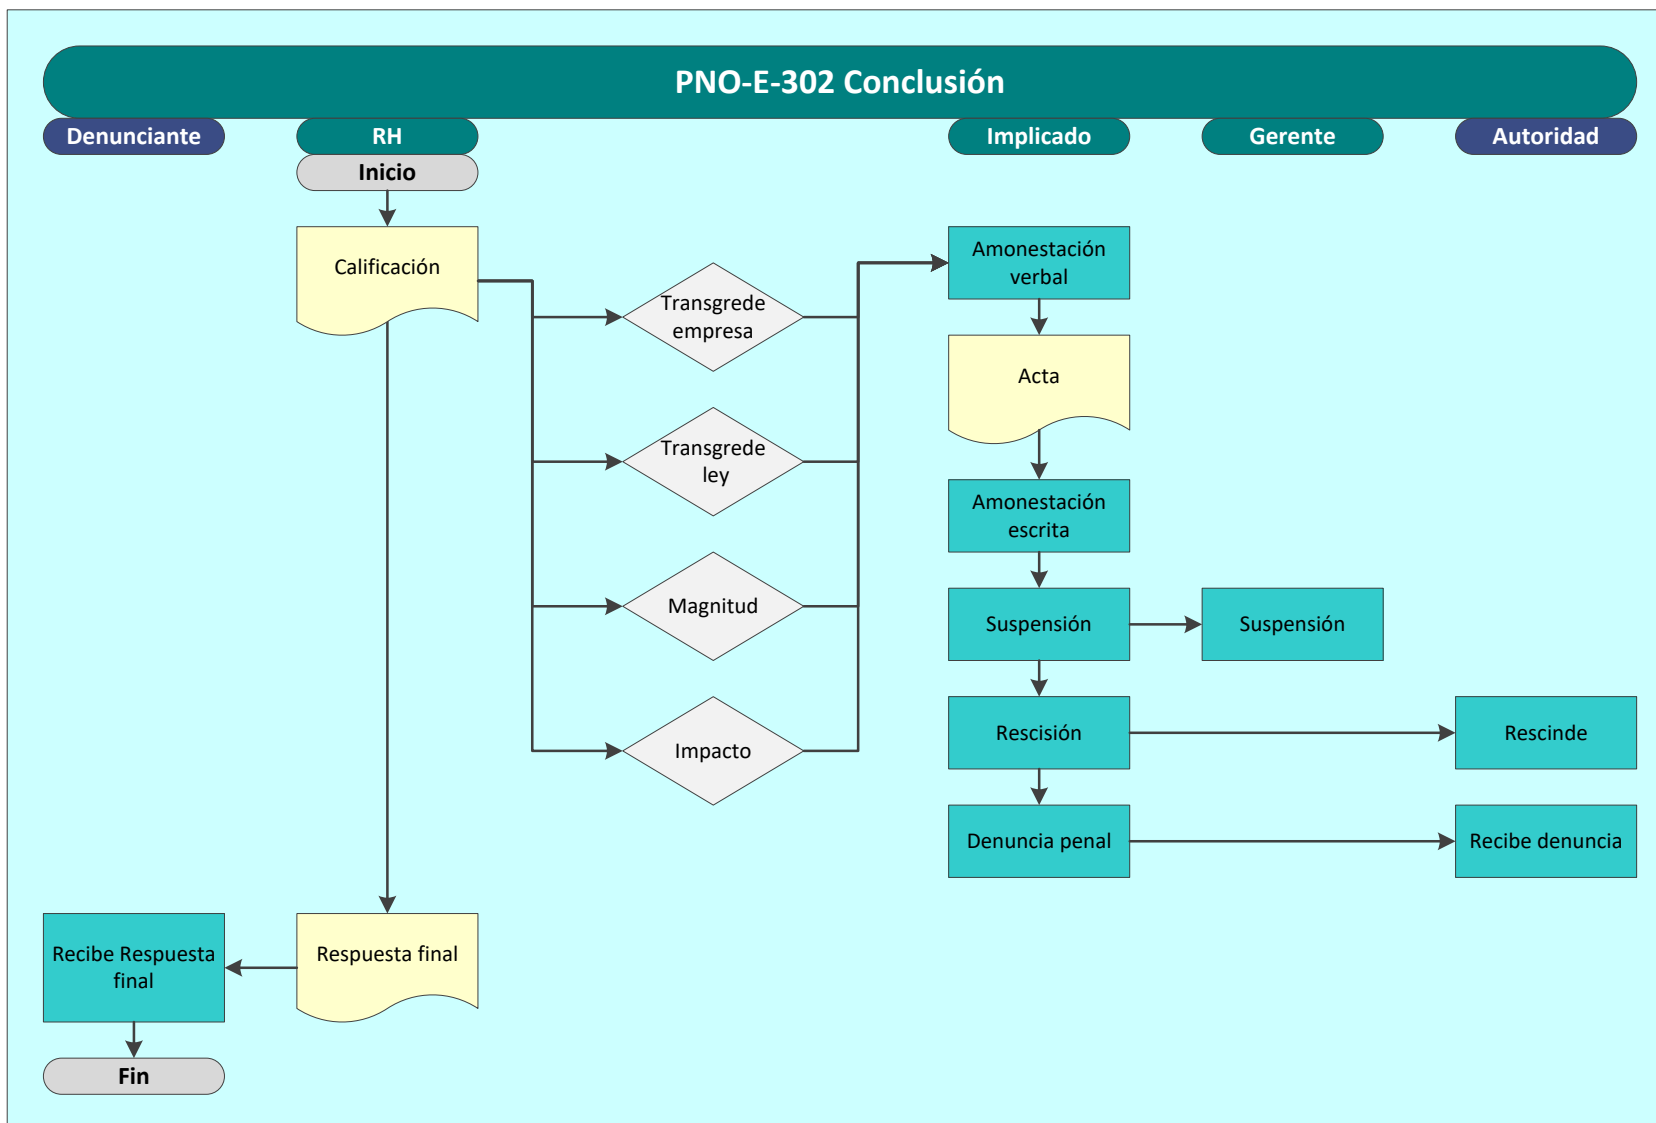 PNO-E-302 Conclusión
Denunciante
RH
Implicado
Gerente
Autoridad
Inicio
Calificación
Transgrede
empresa
Transgrede
ley
Magnitud
Impacto
Amonestación
verbal
Acta
Amonestación
escrita
Suspensión
Suspensión
Rescisión
Rescinde
Denuncia penal
Recibe denuncia
Recibe Respuesta
final
Respuesta final
Fin